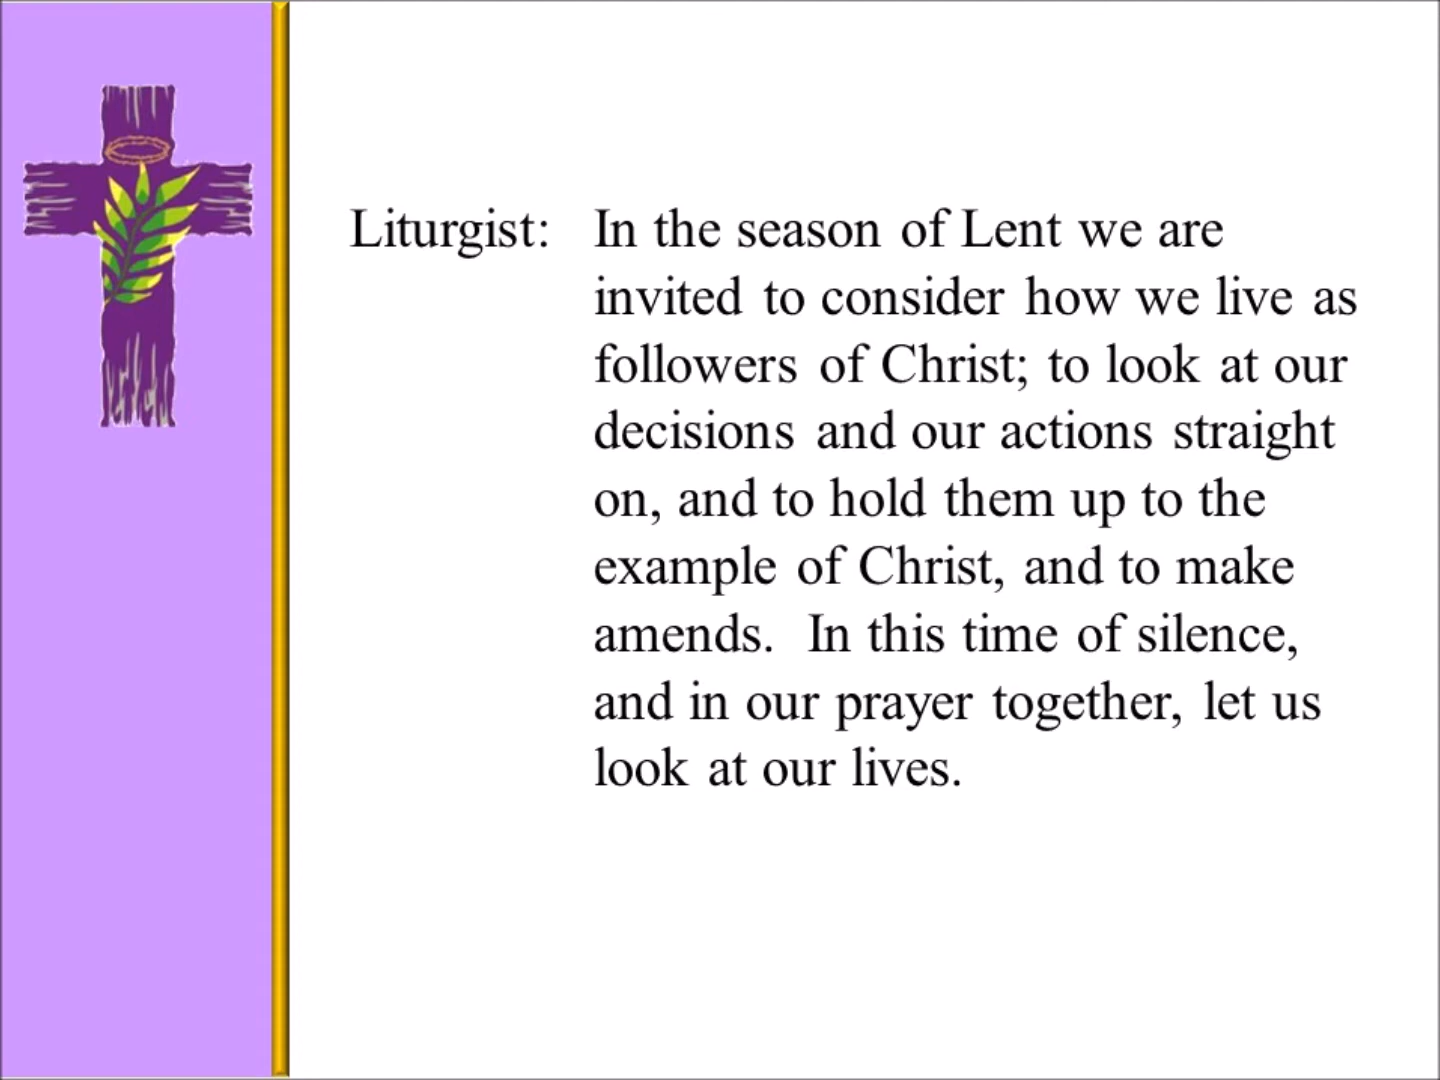 Liturgist: In the season of Lent we are
invited to consider how we live as
followers of Christ; to look at our
decisions and our actions straight
on, and to hold them up to the
example of Christ, and to make
amends.  In this time of silence,
and in our prayer together, let us
look at our lives.